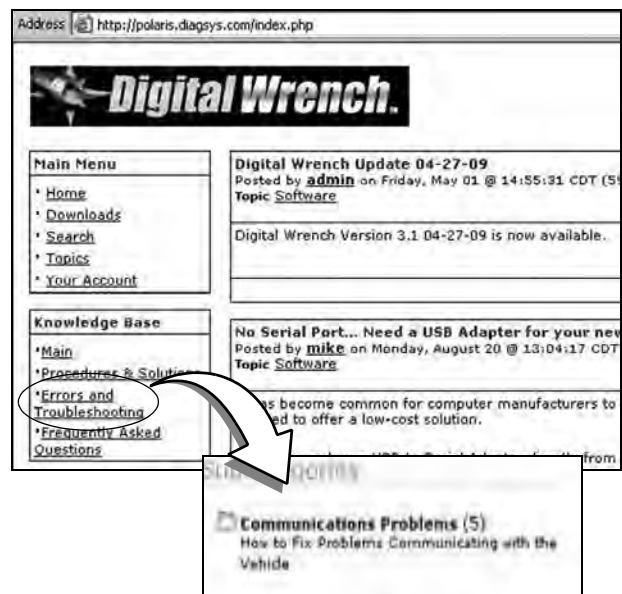 Address http://polaris.diagsys.com/index.php
Digital Wrench.
Main Menu
Home
Downloads
Search
Topics
Your Account
Knowledge Base
Main
Procedures & Solutions
Errors and
Troubleshooting
Frequently Asked
Questions
Digital Wrench Update 04-27-09
Posted by admin on Friday, May 01 @ 14:55:31 CDT
Topic Software
Digital Wrench Version 3.1 04-27-09 is now available.
No Serial Port... Need a USB Adapter for your
Posted by mike on Monday, August 20 @ 13:04:17 CDT
Topic Software
become common for computer manufacturers to
to offer a low-cost solution.
from
Communications Problems (5)
How to Fix Problems Communicating with the
Vehicle